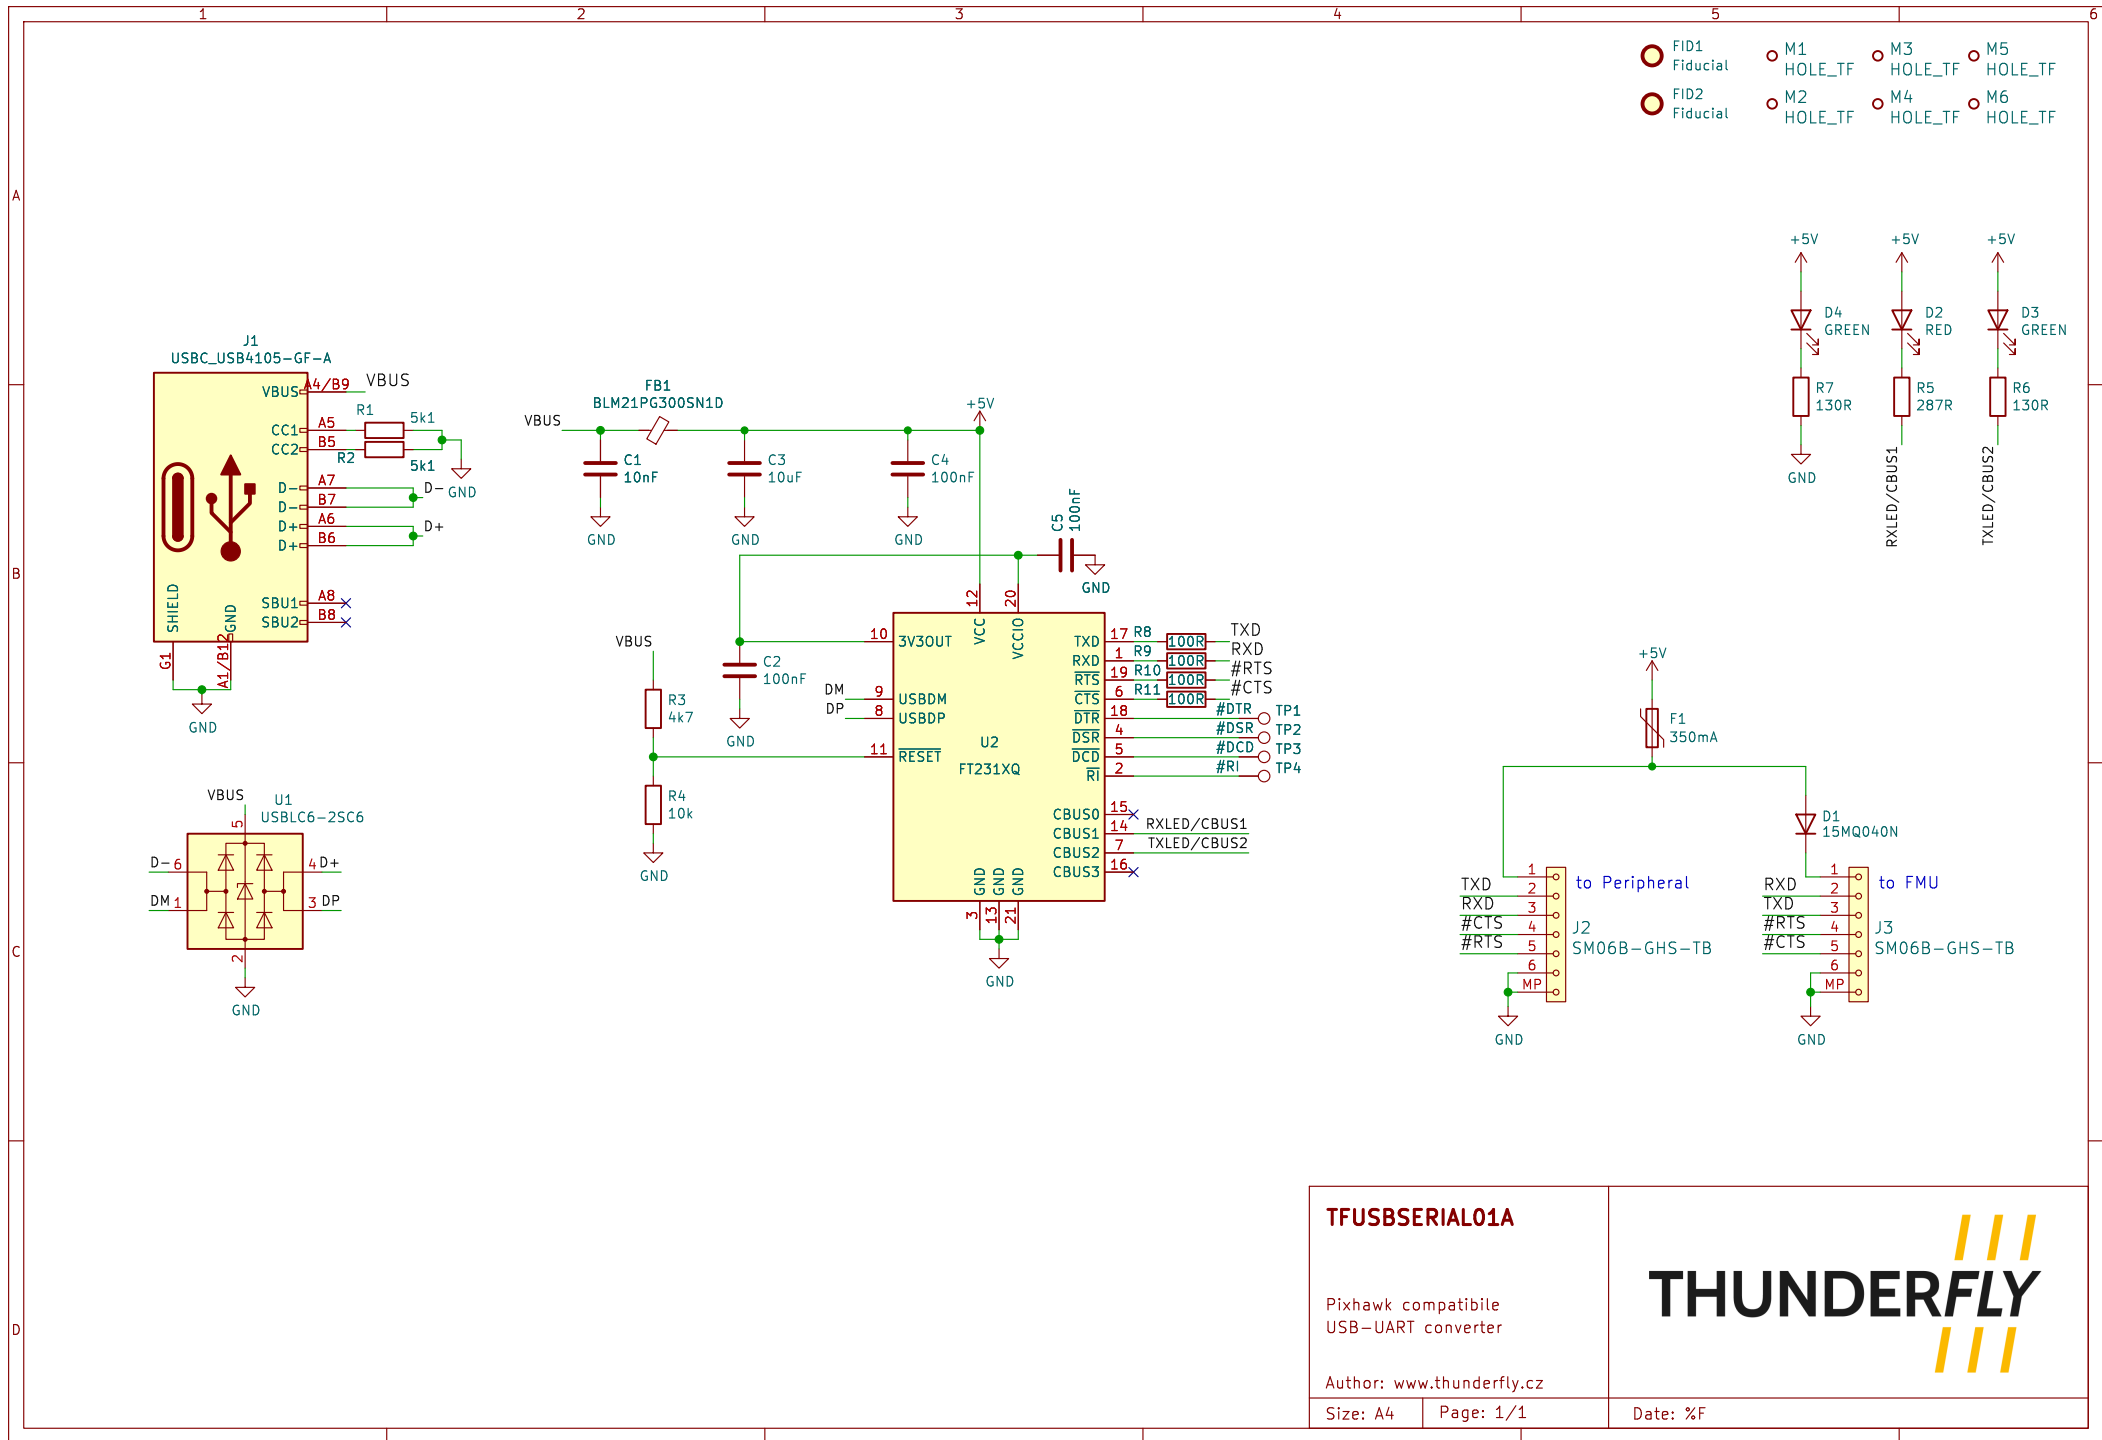 1 2 3 4 5 6
A
B
C
D
FID1
Fiducial
FID2
Fiducial
M1
HOLE_TF
M3
HOLE_TF
M5
HOLE_TF
M2
HOLE_TF
M4
HOLE_TF
M6
HOLE_TF
+5V
D4
GREEN
R7
130R
GND
+5V
D2
RED
R5
287R
RXLED/CBUS1
+5V
D3
GREEN
R6
130R
TXLED/CBUS2
J1
USBC_USB4105-GF-A
VBUS A4/B9 VBUS
CC1 A5 R1 5k1
CC2 B5 R2 5k1
GND
D- A7 D-
D- B7
D+ A6 D+
D+ B6
SBU1 A8
SBU2 B8
SHIELD
GND
G1
A1/B12
GND
VBUS
FB1
BLM21PG300SN1D
+5V
C1
10nF
GND
C3
10uF
GND
C4
100nF
GND
C5
100nF
GND
C2
100nF
GND
VBUS
R3
4k7
R4
10k
GND
DM
DP
12
20
VCC
VCCIO
10 3V3OUT
9 USBDM
8 USBDP
11 RESET
U2
FT231XQ
TXD 17 R8 100R TXD
RXD 1 R9 100R RXD
RTS 19 R10 100R #RTS
CTS 6 R11 100R #CTS
DTR 18 #DTR TP1
DSR 4 #DSR TP2
DCD 5 #DCD TP3
RI 2 #RI TP4
CBUS0 15
CBUS1 14 RXLED/CBUS1
CBUS2 7 TXLED/CBUS2
CBUS3 16
GND GND GND
3 13 21
GND
VBUS
U1
USBLC6-2SC6
5
D- 6
4 D+
DM 1
3 DP
2
GND
+5V
F1
350mA
D1
15MQ040N
to Peripheral
1
TXD 2
RXD 3
#CTS 4
#RTS 5
6
MP
J2
SM06B-GHS-TB
GND
to FMU
1
RXD 2
TXD 3
#RTS 4
#CTS 5
6
MP
J3
SM06B-GHS-TB
GND
TFUSBSERIAL01A
Pixhawk compatibile
USB-UART converter
Author: www.thunderfly.cz
Size: A4
Page: 1/1
Date: %F
THUNDERFLY